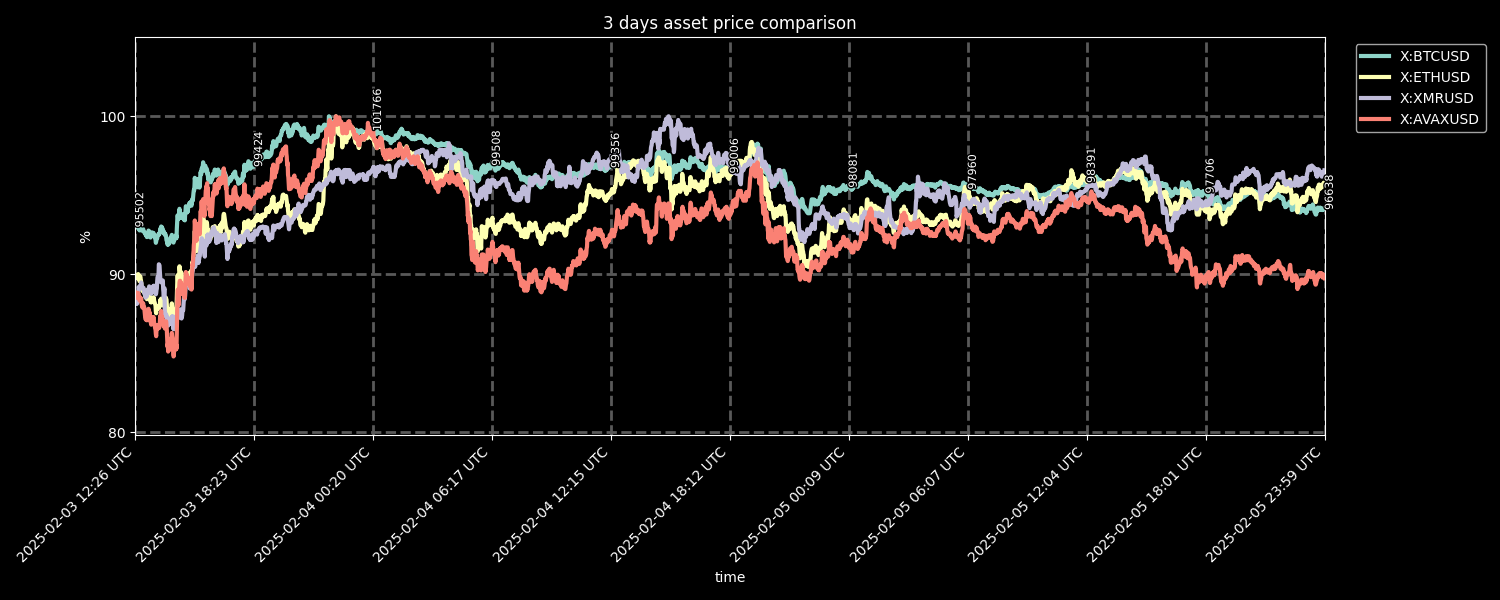 3 days asset price comparison
X:BTCUSD
X:ETHUSD
X:XMRUSD
X:AVAXUSD
100
90
80
%
95502
99424
101766
99508
99356
99006
98081
97960
98391
97706
96638
2025-02-03 12:26 UTC
2025-02-03 18:23 UTC
2025-02-04 00:20 UTC
2025-02-04 06:17 UTC
2025-02-04 12:15 UTC
2025-02-04 18:12 UTC
2025-02-05 00:09 UTC
2025-02-05 06:07 UTC
2025-02-05 12:04 UTC
2025-02-05 18:01 UTC
2025-02-05 23:59 UTC
time